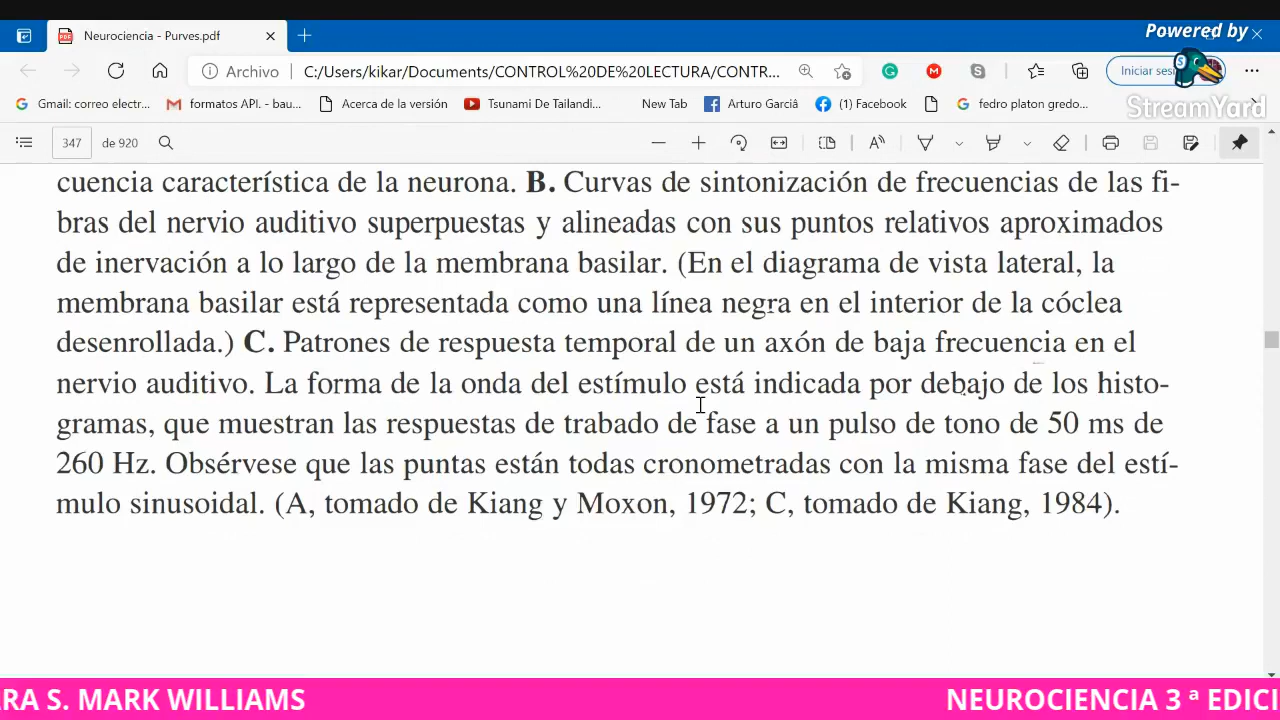 Powered by
Neurociencia - Purves.pdf
StreamYard
Archivo
C:/Users/kikar/Documents/CONTROL%20DE%20LECTURA/CONTR...
Iniciar
Gmail: correo electr...
formatos API. - bau...
Acerca de la versión
Tsunami De Tailandi...
New Tab
Arturo Garciâ
(1) Facebook
fedro platon gredo...
347
de 920
cuencia característica de la neurona. B. Curvas de sintonización de frecuencias de las fi-
bras del nervio auditivo superpuestas y alineadas con sus puntos relativos aproximados
de inervación a lo largo de la membrana basilar. (En el diagrama de vista lateral, la
membrana basilar está representada como una línea negra en el interior de la cóclea
desenrollada.) C. Patrones de respuesta temporal de un axón de baja frecuencia en el
nervio auditivo. La forma de la onda del estímulo está indicada por debajo de los histo-
gramas, que muestran las respuestas de trabado de fase a un pulso de tono de 50 ms de
260 Hz. Obsérvese que las puntas están todas cronometradas con la misma fase del estí-
mulo sinusoidal. (A, tomado de Kiang y Moxon, 1972; C, tomado de Kiang, 1984).
RA S. MARK WILLIAMS
NEUROCIENCIA 3 ª EDICI